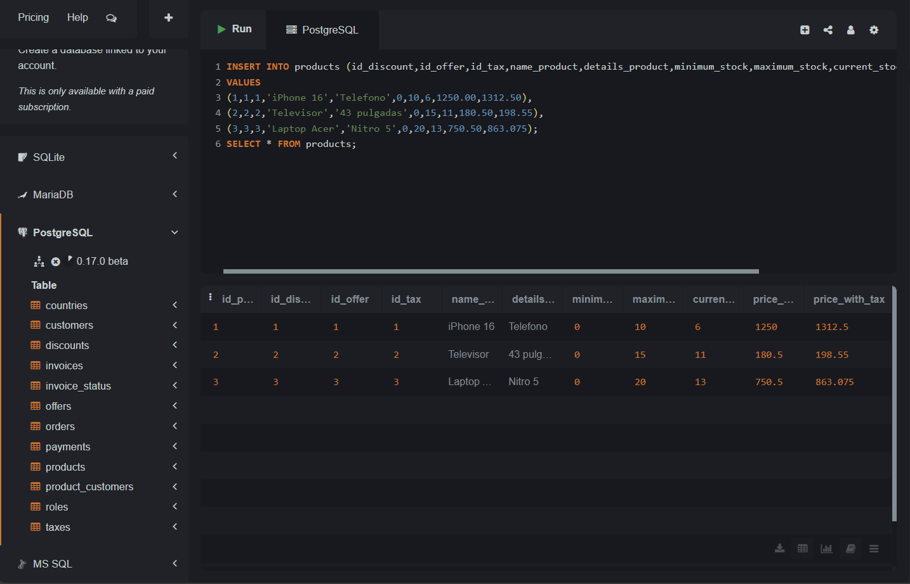 Pricing Help
Run PostgreSQL
Create a database linked to your
account.
This is only available with a paid
subscription.
SQLite
MariaDB
PostgreSQL
0.17.0 beta
Table
countries
customers
discounts
invoices
invoice_status
offers
orders
payments
products
product_customers
roles
taxes
MS SQL
1 INSERT INTO products (id_discount,id_offer,id_tax,name_product,details_product,minimum_stock,maximum_stock,current_sto
2 VALUES
3 (1,1,1,'iPhone 16','Telefono',0,10,6,1250.00,1312.50),
4 (2,2,2,'Televisor','43 pulgadas',0,15,11,180.50,198.55),
5 (3,3,3,'Laptop Acer','Nitro 5',0,20,13,750.50,863.075);
6 SELECT * FROM products;
id_p... id_dis... id_offer id_tax name_... details... minim... maxim... curren... price_... price_with_tax
1 1 1 1 iPhone 16 Telefono 0 10 6 1250 1312.5
2 2 2 2 Televisor 43 pulg... 0 15 11 180.5 198.55
3 3 3 3 Laptop ... Nitro 5 0 20 13 750.5 863.075